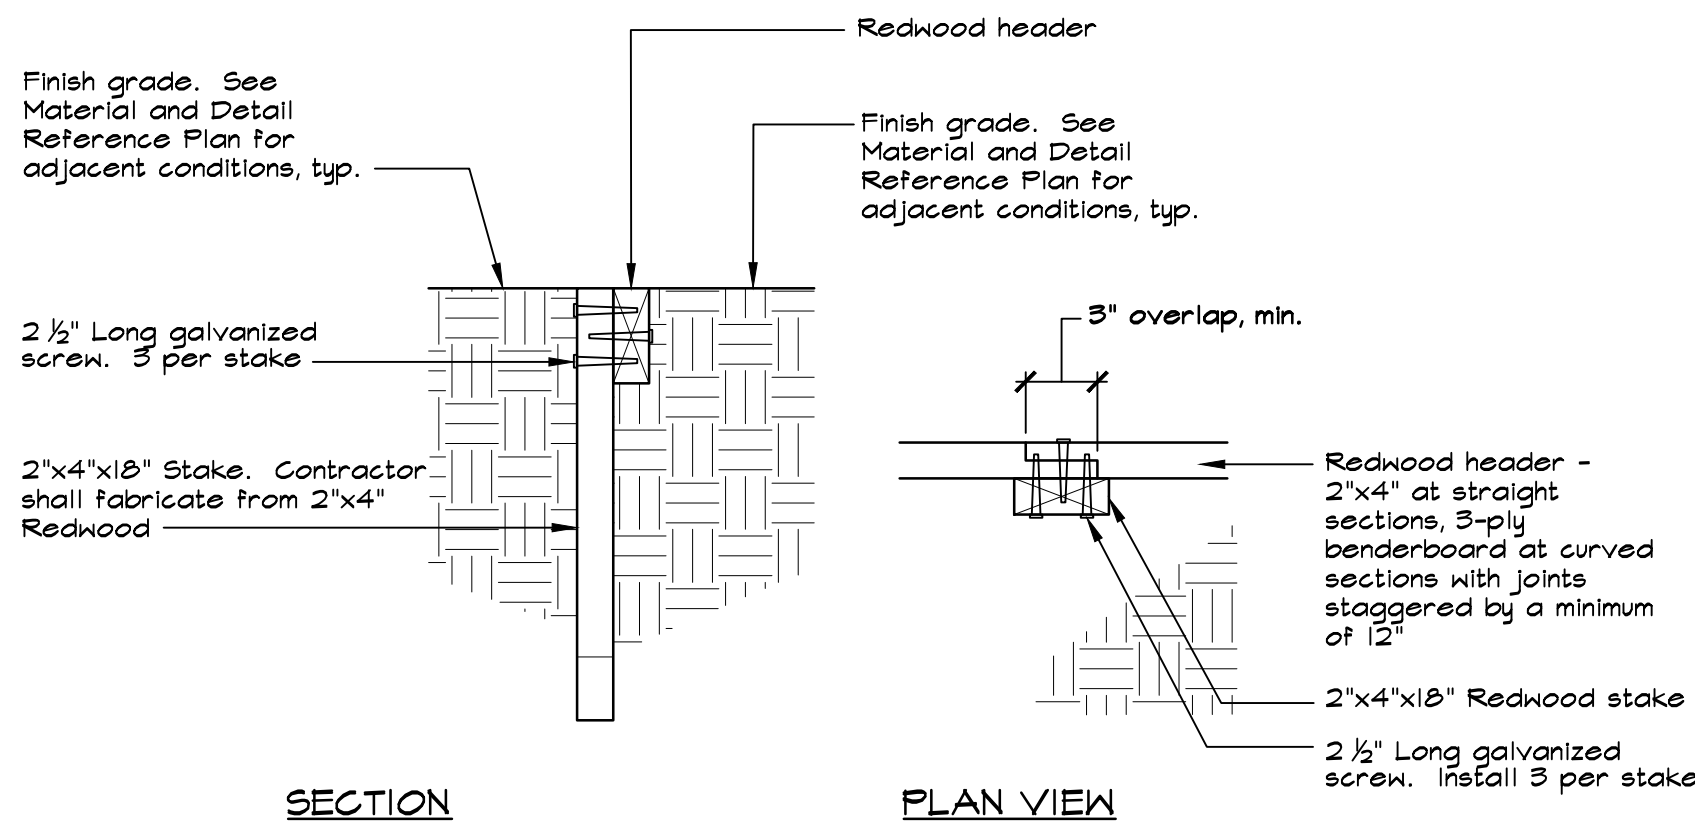 Redwood header
Finish grade.  See
Material and Detail
Reference Plan for
adjacent conditions, typ.
Finish grade.  See
Material and Detail
Reference Plan for
adjacent conditions, typ.
2 ½" Long galvanized
screw.  3 per stake
2"x4"x18" Stake.  Contractor
shall fabricate from 2"x4"
Redwood
SECTION
3" overlap, min.
Redwood header -
2"x4" at straight
sections, 3-ply
benderboard at curved
sections with joints
staggered by a minimum
of 12"
2"x4"x18" Redwood stake
2 ½" Long galvanized
screw.  Install 3 per stake
PLAN VIEW